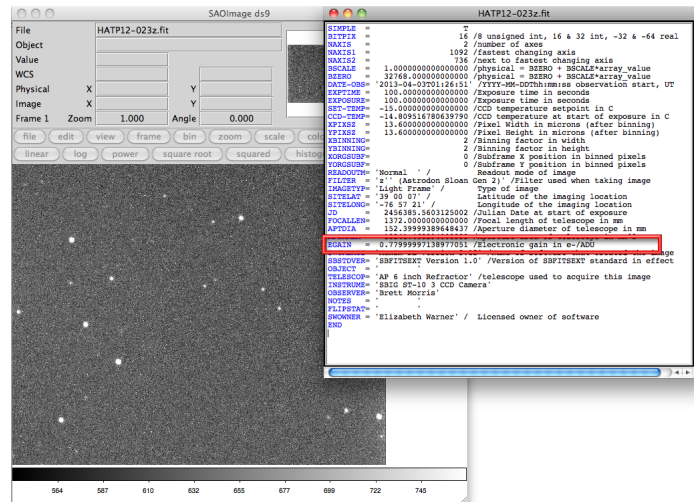 SAOImage ds9
File HATP12-023z.fit
Object
Value
WCS
Physical X Y
Image X Y
Frame 1 Zoom 1.000 Angle 0.000
file edit view frame bin zoom scale
linear log power square root squared
564 587 610 632 655 677 699 722 745
HATP12-023z.fit
SIMPLE = T
BITPIX = 16 /8 unsigned int, 16 & 32 int, -32 & -64 real
NAXIS = 2 /number of axes
NAXIS1 = 1092 /fastest changing axis
NAXIS2 = 736 /next to fastest changing axis
BSCALE = 1.0000000000000000 /physical = BZERO + BSCALE*array_value
BZERO = 32768.000000000000 /physical = BZERO + BSCALE*array_value
DATE-OBS= '2013-04-03T01:26:51' /YYYY-MM-DDThh:mm:ss observation start, UT
EXPTIME = 100.00000000000000 /Exposure time in seconds
EXPOSURE= 100.00000000000000 /Exposure time in seconds
SET-TEMP= -15.000000000000000 /CCD temperature setpoint in C
CCD-TEMP= -14.809516780639790 /CCD temperature at start of exposure in C
XPIXSZ = 13.600000000000000 /Pixel Width in microns (after binning)
YPIXSZ = 13.600000000000000 /Pixel Height in microns (after binning)
XBINNING= 2 /Binning factor in width
YBINNING= 2 /Binning factor in height
XORGSUBF= 0 /Subframe X position in binned pixels
YORGSUBF= 0 /Subframe Y position in binned pixels
READOUTM= 'Normal ' / Readout mode of image
FILTER = 'z'' (Astrodon Sloan Gen 2)' /Filter used when taking image
IMAGETYP= 'Light Frame' / Type of image
SITELAT = '39 00 07' / Latitude of the imaging location
SITELONG= '-76 57 21' / Longitude of the imaging location
JD = 2456385.5603125002 /Julian Date at start of exposure
FOCALLEN= 1372.0000000000000 /Focal length of telescope in mm
APTDIA = 152.39999389648437 /Aperture diameter of telescope in mm
EGAIN = 0.77999997138977051 /Electronic gain in e-/ADU
SBSTDVER= 'SBFITSEXT Version 1.0' /Version of SBFITSEXT standard in effect
OBJECT = ' '
TELESCOP= 'AP 6 inch Refractor' /telescope used to acquire this image
INSTRUME= 'SBIG ST-10 3 CCD Camera'
OBSERVER= 'Brett Morris'
NOTES = ' '
FLIPSTAT= ' '
SWOWNER = 'Elizabeth Warner' / Licensed owner of software
END